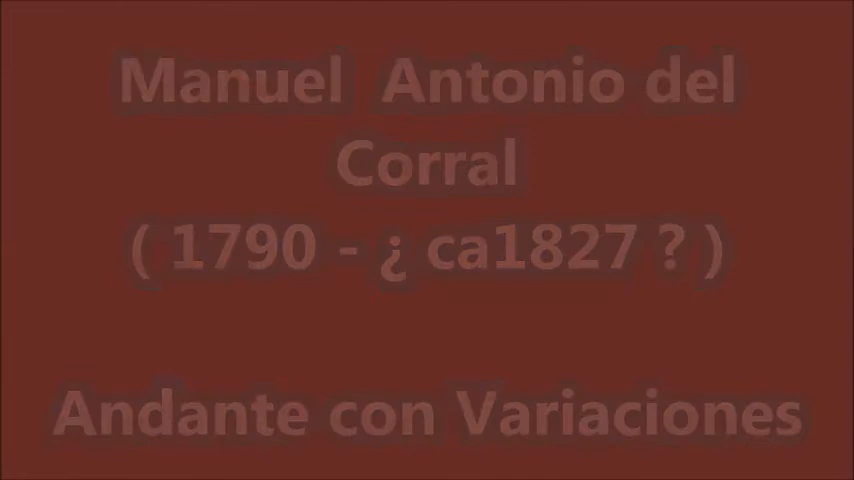 Manuel Antonio del
Corral
( 1790 - ¿ ca1827 ? )
Andante con Variaciones